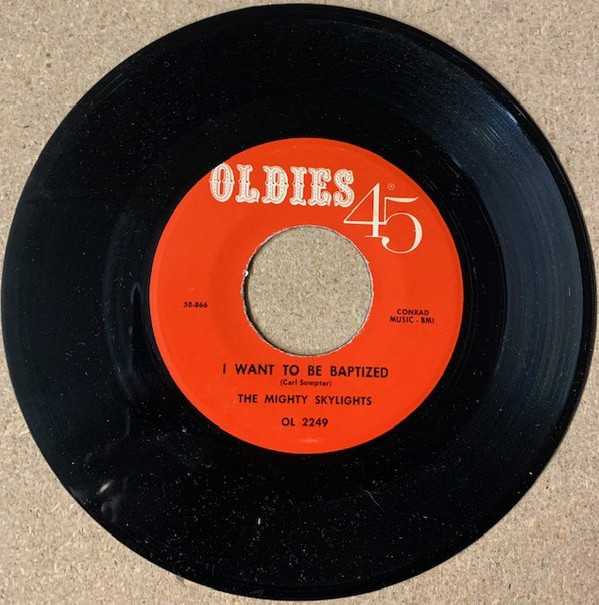 OLDIES
45®
58-866
CONRAD
MUSIC - BMI
I WANT TO BE BAPTIZED
(Carl Sumpter)
THE MIGHTY SKYLIGHTS
OL 2249